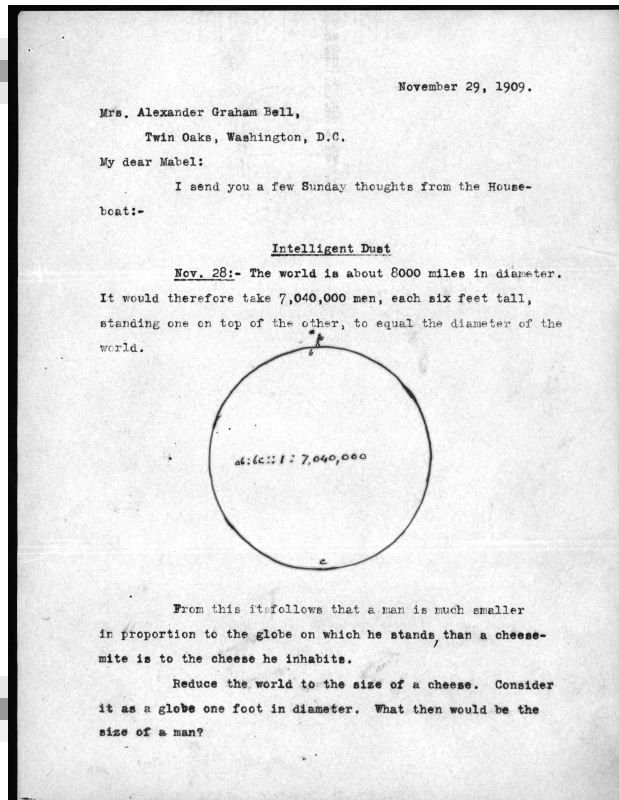 November 29, 1909.
Mrs. Alexander Graham Bell,
Twin Oaks, Washington, D.C.
My dear Mabel:
I send you a few Sunday thoughts from the House-
boat:-
Intelligent Dust
Nov. 28:- The world is about 8000 miles in diameter.
It would therefore take 7,040,000 men, each six feet tall,
standing one on top of the other, to equal the diameter of the
world.
a
b
ab:bc::1:7,040,000
c
From this itsfollows that a man is much smaller
in proportion to the globe on which he stands, than a cheese-
mite is to the cheese he inhabits.
Reduce the world to the size of a cheese. Consider
it as a globe one foot in diameter. What then would be the
size of a man?